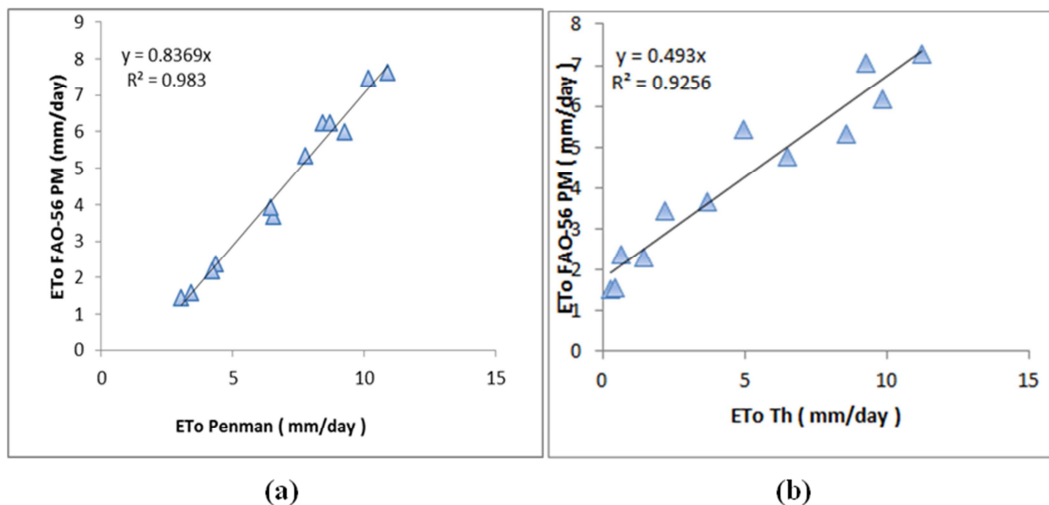 9
8
7
6
5
4
3
2
1
0
y = 0.8369x
R² = 0.983
ETo FAO-56 PM (mm/day)
0 5 10 15
ETo Penman ( mm/day )
(a)
8
7
6
5
4
3
2
1
0
y = 0.493x
R² = 0.9256
ETo FAO-56 PM ( mm/day )
0 5 10 15
ETo Th ( mm/day )
(b)